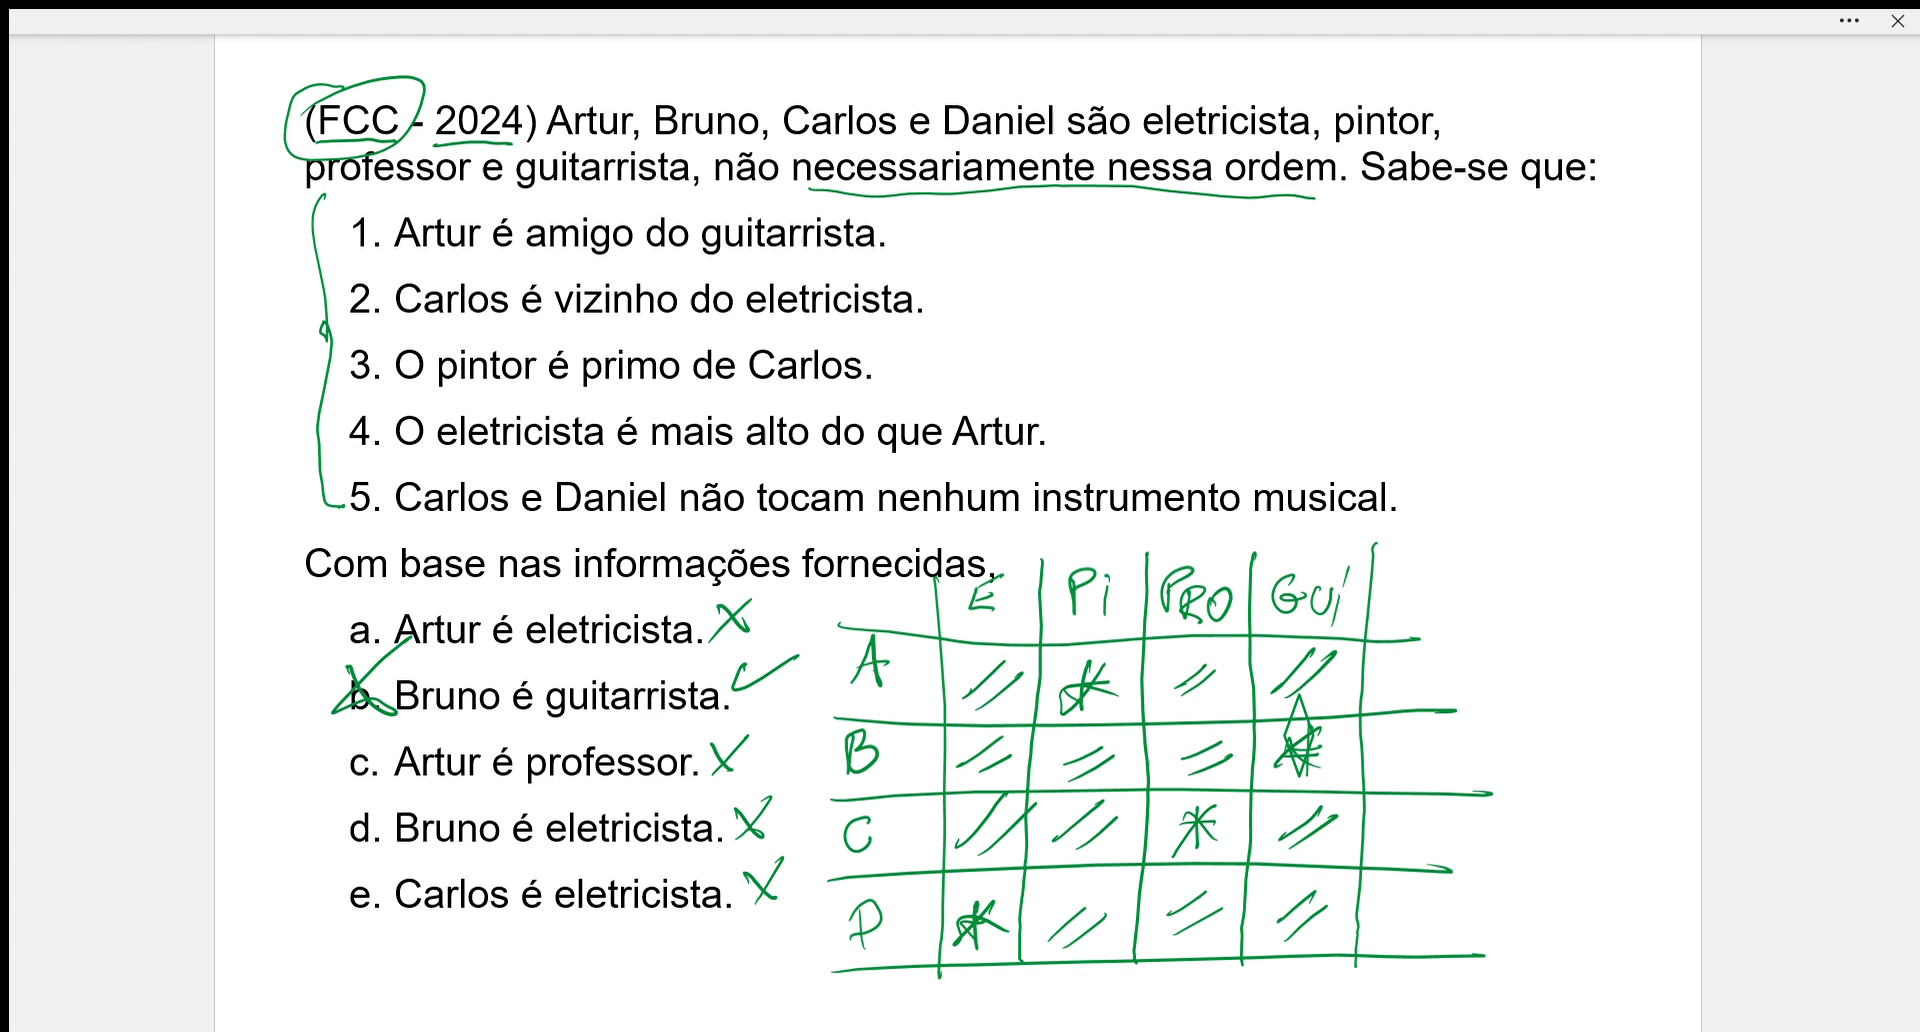 (FCC - 2024) Artur, Bruno, Carlos e Daniel são eletricista, pintor,
professor e guitarrista, não necessariamente nessa ordem. Sabe-se que:
1. Artur é amigo do guitarrista.
2. Carlos é vizinho do eletricista.
3. O pintor é primo de Carlos.
4. O eletricista é mais alto do que Artur.
5. Carlos e Daniel não tocam nenhum instrumento musical.
Com base nas informações fornecidas,
a. Artur é eletricista.
b. Bruno é guitarrista.
c. Artur é professor.
d. Bruno é eletricista.
e. Carlos é eletricista.
E Pi PRO GUI
A
B
C
D